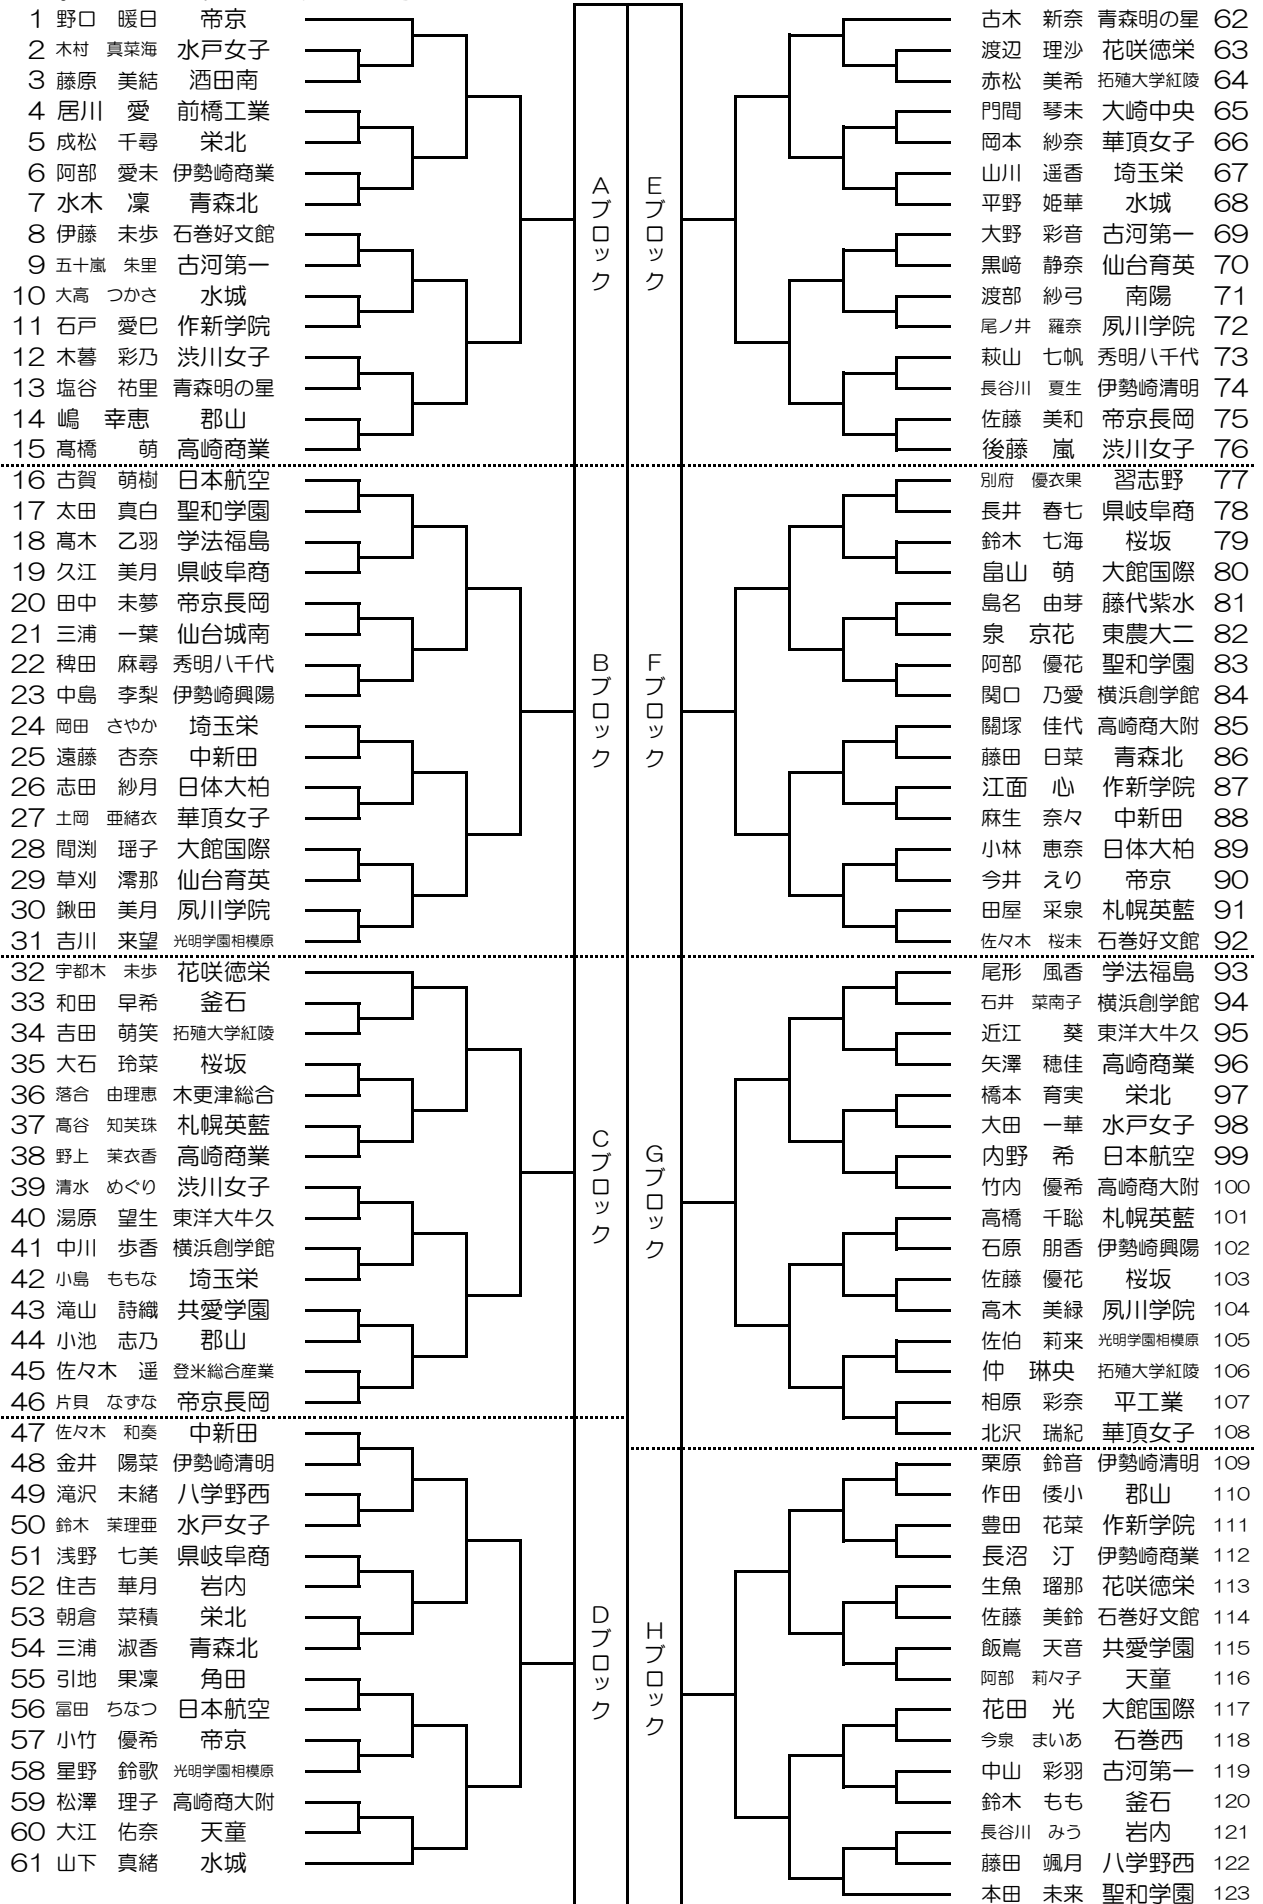 1 野口 暖日 帝京
2 木村 真菜海 水戸女子
3 藤原 美結 酒田南
4 居川 愛 前橋工業
5 成松 千尋 栄北
6 阿部 愛未 伊勢崎商業
7 水木 凜 青森北
8 伊藤 未歩 石巻好文館
9 五十嵐 朱里 古河第一
10 大高 つかさ 水城
11 石戸 愛巳 作新学院
12 木暮 彩乃 渋川女子
13 塩谷 祐里 青森明の星
14 嶋 幸恵 郡山
15 髙橋 萌 高崎商業
16 古賀 萌樹 日本航空
17 太田 真白 聖和学園
18 髙木 乙羽 学法福島
19 久江 美月 県岐阜商
20 田中 未夢 帝京長岡
21 三浦 一葉 仙台城南
22 稗田 麻尋 秀明八千代
23 中島 李梨 伊勢崎興陽
24 岡田 さやか 埼玉栄
25 遠藤 杏奈 中新田
26 志田 紗月 日体大柏
27 土岡 亜緒衣 華頂女子
28 間渕 瑶子 大館国際
29 草刈 澪那 仙台育英
30 鍬田 美月 夙川学院
31 吉川 来望 光明学園相模原
32 宇都木 未歩 花咲徳栄
33 和田 早希 釜石
34 吉田 萌笑 拓殖大学紅陵
35 大石 玲菜 桜坂
36 落合 由理恵 木更津総合
37 髙谷 知芙珠 札幌英藍
38 野上 茉衣香 高崎商業
39 清水 めぐり 渋川女子
40 湯原 望生 東洋大牛久
41 中川 歩香 横浜創学館
42 小島 ももな 埼玉栄
43 滝山 詩織 共愛学園
44 小池 志乃 郡山
45 佐々木 遥 登米総合産業
46 片貝 なずな 帝京長岡
47 佐々木 和奏 中新田
48 金井 陽菜 伊勢崎清明
49 滝沢 未緒 八学野西
50 鈴木 茉理亜 水戸女子
51 浅野 七美 県岐阜商
52 住吉 華月 岩内
53 朝倉 菜積 栄北
54 三浦 淑香 青森北
55 引地 果凜 角田
56 冨田 ちなつ 日本航空
57 小竹 優希 帝京
58 星野 鈴歌 光明学園相模原
59 松澤 理子 高崎商大附
60 大江 佑奈 天童
61 山下 真緒 水城
Aブロック
Bブロック
Cブロック
Dブロック
Eブロック
Fブロック
Gブロック
Hブロック
古木 新奈 青森明の星 62
渡辺 理沙 花咲徳栄 63
赤松 美希 拓殖大学紅陵 64
門間 琴未 大崎中央 65
岡本 紗奈 華頂女子 66
山川 遥香 埼玉栄 67
平野 姫華 水城 68
大野 彩音 古河第一 69
黒﨑 静奈 仙台育英 70
渡部 紗弓 南陽 71
尾ノ井 羅奈 夙川学院 72
萩山 七帆 秀明八千代 73
長谷川 夏生 伊勢崎清明 74
佐藤 美和 帝京長岡 75
後藤 嵐 渋川女子 76
別府 優衣果 習志野 77
長井 春七 県岐阜商 78
鈴木 七海 桜坂 79
畠山 萌 大館国際 80
島名 由芽 藤代紫水 81
泉 京花 東農大二 82
阿部 優花 聖和学園 83
関口 乃愛 横浜創学館 84
關塚 佳代 高崎商大附 85
藤田 日菜 青森北 86
江面 心 作新学院 87
麻生 奈々 中新田 88
小林 恵奈 日体大柏 89
今井 えり 帝京 90
田屋 采泉 札幌英藍 91
佐々木 桜未 石巻好文館 92
尾形 風香 学法福島 93
石井 菜南子 横浜創学館 94
近江 葵 東洋大牛久 95
矢澤 穂佳 高崎商業 96
橋本 育実 栄北 97
大田 一華 水戸女子 98
内野 希 日本航空 99
竹内 優希 高崎商大附 100
高橋 千聡 札幌英藍 101
石原 朋香 伊勢崎興陽 102
佐藤 優花 桜坂 103
高木 美緑 夙川学院 104
佐伯 莉来 光明学園相模原 105
仲 琳央 拓殖大学紅陵 106
相原 彩奈 平工業 107
北沢 瑞紀 華頂女子 108
栗原 鈴音 伊勢崎清明 109
作田 倭小 郡山 110
豊田 花菜 作新学院 111
長沼 汀 伊勢崎商業 112
生魚 瑠那 花咲徳栄 113
佐藤 美鈴 石巻好文館 114
飯嶌 天音 共愛学園 115
阿部 莉々子 天童 116
花田 光 大館国際 117
今泉 まいあ 石巻西 118
中山 彩羽 古河第一 119
鈴木 もも 釜石 120
長谷川 みう 岩内 121
藤田 颯月 八学野西 122
本田 未来 聖和学園 123